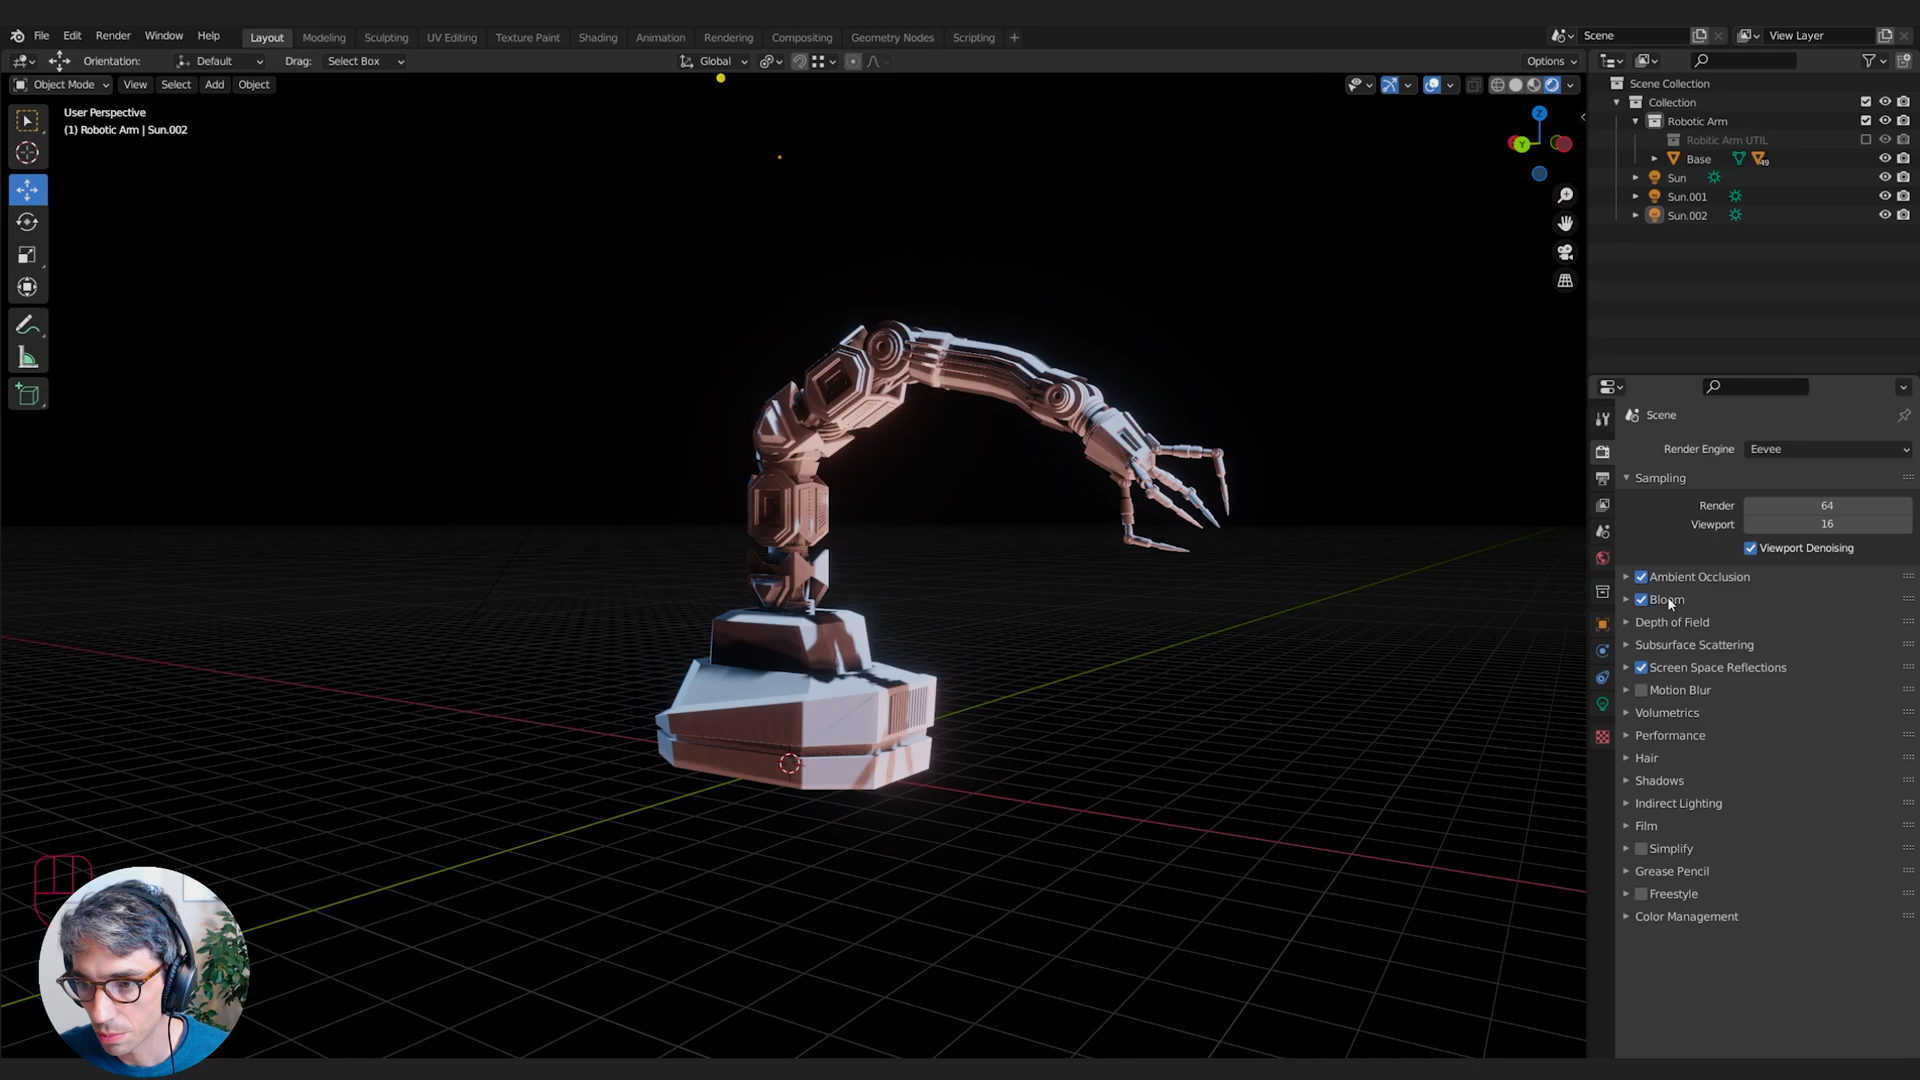 File Edit Render Window Help Layout Modeling Sculpting UV Editing Texture Paint Shading Animation Rendering Compositing Geometry Nodes Scripting + Scene View Layer
Orientation: Default Drag: Select Box Global Options
Object Mode View Select Add Object
User Perspective
(1) Robotic Arm | Sun.002
Z
Y
Scene Collection
Collection
Robotic Arm
Robitic Arm UTIL
Base 49
Sun
Sun.001
Sun.002
Scene
Render Engine Eevee
Sampling
Render 64
Viewport 16
Viewport Denoising
Ambient Occlusion
Bloom
Depth of Field
Subsurface Scattering
Screen Space Reflections
Motion Blur
Volumetrics
Performance
Hair
Shadows
Indirect Lighting
Film
Simplify
Grease Pencil
Freestyle
Color Management